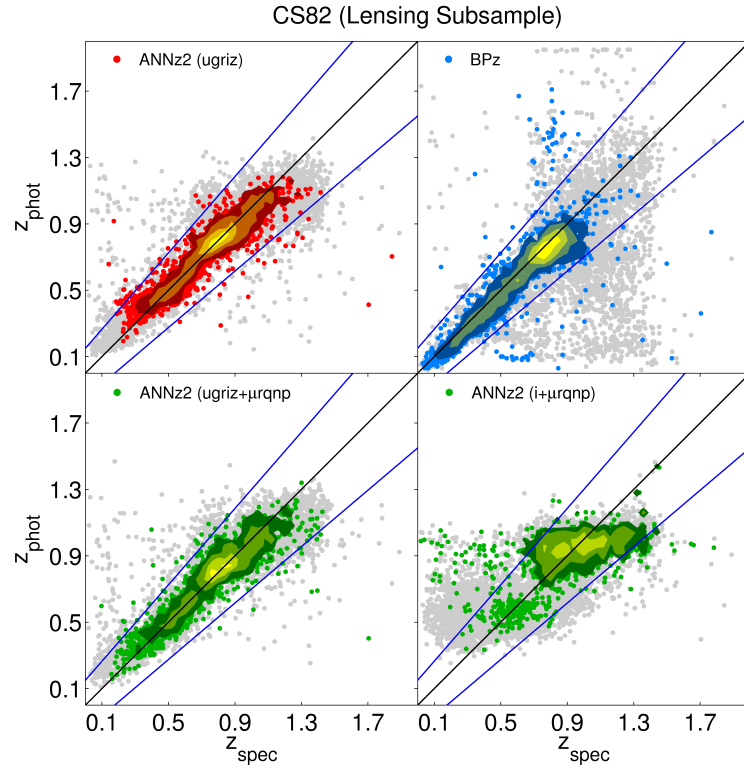 CS82 (Lensing Subsample)
ANNz2 (ugriz)
BPz
1.7
1.3
0.9
0.5
0.1
z_phot
ANNz2 (ugriz+μrqnp
ANNz2 (i+μrqnp)
1.7
1.3
0.9
0.5
0.1
z_phot
0.1 0.5 0.9 1.3 1.7 0.1 0.5 0.9 1.3 1.7
z_spec z_spec